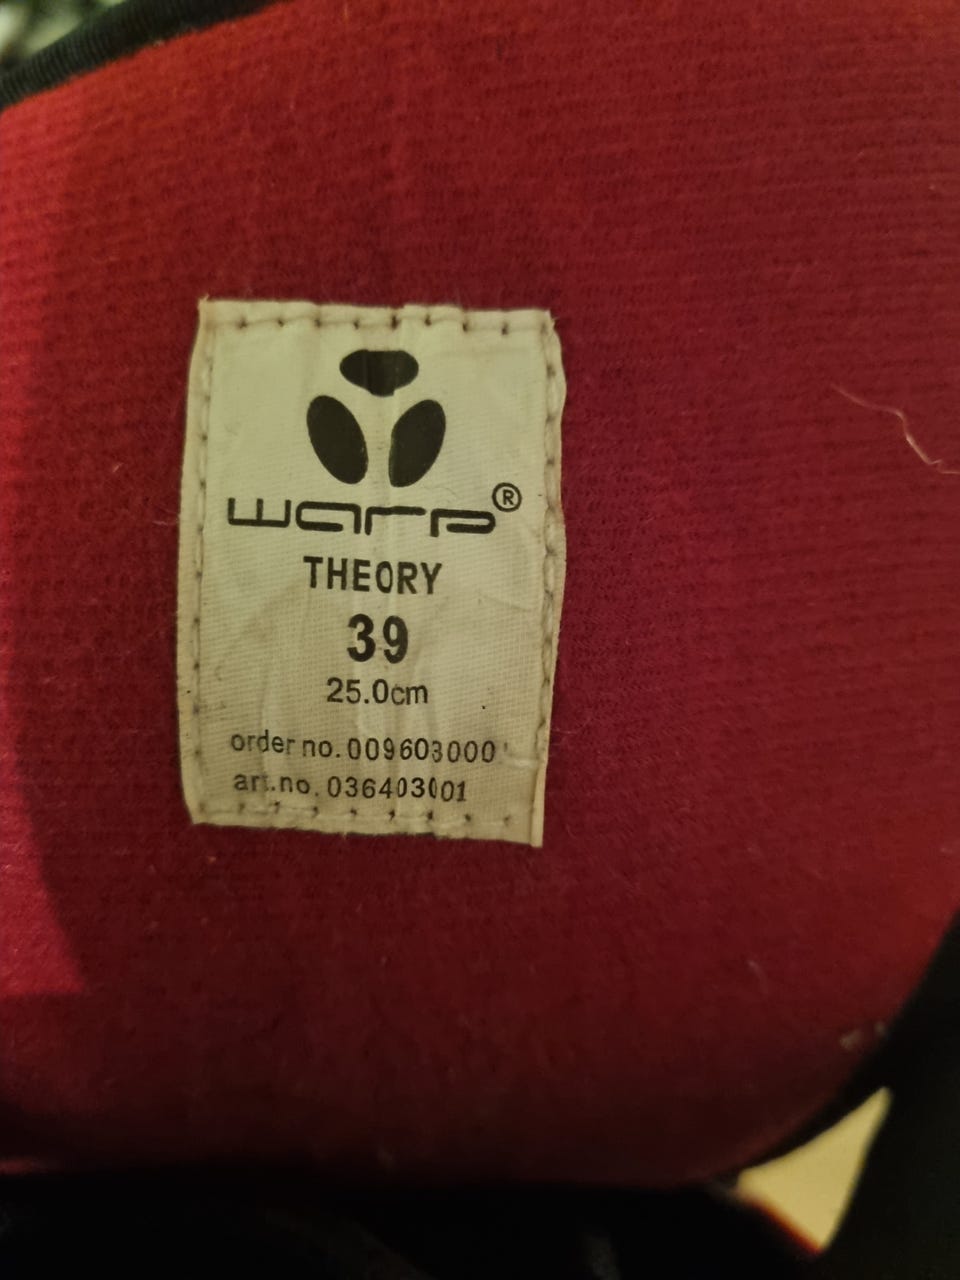 warp®
THEORY
39
25.0cm
order no. 009603000
art.no. 036403001